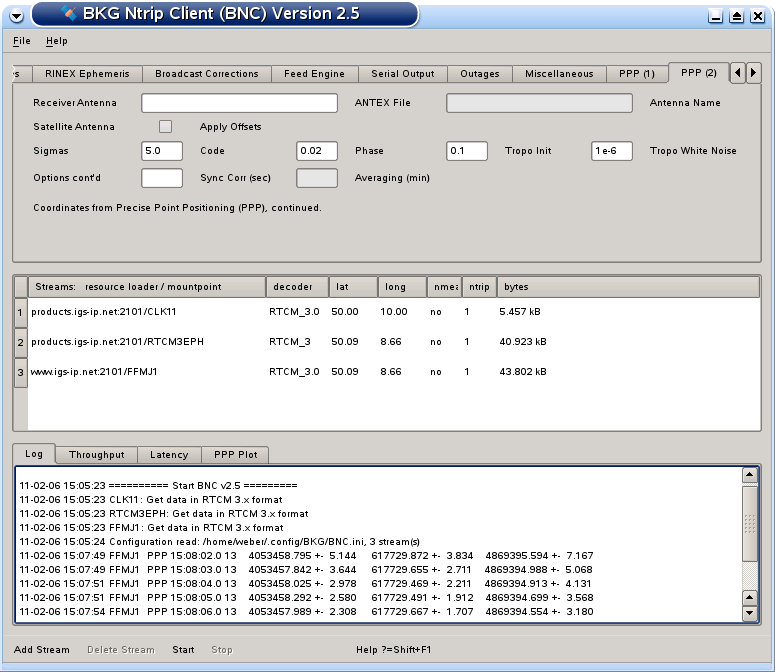 BKG Ntrip Client (BNC) Version 2.5
File Help
s RINEX Ephemeris Broadcast Corrections Feed Engine Serial Output Outages Miscellaneous PPP (1) PPP (2)
Receiver Antenna ANTEX File Antenna Name
Satellite Antenna Apply Offsets
Sigmas 5.0 Code 0.02 Phase 0.1 Tropo Init 1e-6 Tropo White Noise
Options cont'd Sync Corr (sec) Averaging (min)
Coordinates from Precise Point Positioning (PPP), continued.
Streams: resource loader / mountpoint decoder lat long nmea ntrip bytes
1 products.igs-ip.net:2101/CLK11 RTCM_3.0 50.00 10.00 no 1 5.457 kB
2 products.igs-ip.net:2101/RTCM3EPH RTCM_3 50.09 8.66 no 1 40.923 kB
3 www.igs-ip.net:2101/FFMJ1 RTCM_3.0 50.09 8.66 no 1 43.802 kB
Log Throughput Latency PPP Plot
11-02-06 15:05:23 ========== Start BNC v2.5 =========
11-02-06 15:05:23 CLK11: Get data in RTCM 3.x format
11-02-06 15:05:23 RTCM3EPH: Get data in RTCM 3.x format
11-02-06 15:05:23 FFMJ1: Get data in RTCM 3.x format
11-02-06 15:05:24 Configuration read: /home/weber/.config/BKG/BNC.ini, 3 stream(s)
11-02-06 15:07:49 FFMJ1 PPP 15:08:02.0 13 4053458.795 +- 5.144 617729.872 +- 3.834 4869395.594 +- 7.167
11-02-06 15:07:49 FFMJ1 PPP 15:08:03.0 13 4053457.842 +- 3.644 617729.655 +- 2.711 4869394.988 +- 5.068
11-02-06 15:07:51 FFMJ1 PPP 15:08:04.0 13 4053458.025 +- 2.978 617729.469 +- 2.211 4869394.913 +- 4.131
11-02-06 15:07:51 FFMJ1 PPP 15:08:05.0 13 4053458.292 +- 2.580 617729.491 +- 1.912 4869394.699 +- 3.568
11-02-06 15:07:54 FFMJ1 PPP 15:08:06.0 13 4053457.989 +- 2.308 617729.667 +- 1.707 4869394.554 +- 3.180
Add Stream Delete Stream Start Stop Help ?=Shift+F1